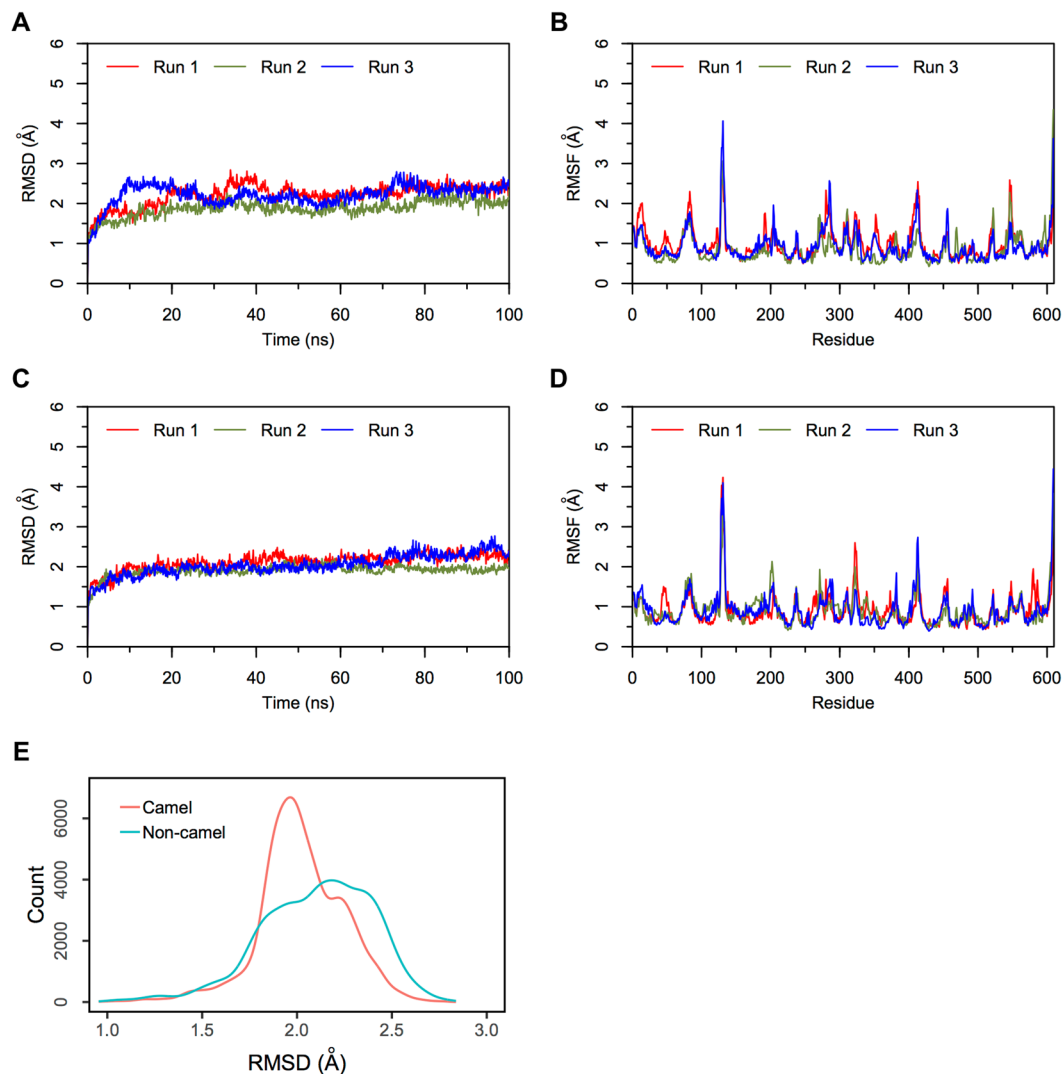 A
B
6
5
4
3
2
1
0
RMSD (Å)
Run 1 Run 2 Run 3
0 20 40 60 80 100
Time (ns)
6
5
4
3
2
1
0
RMSF (Å)
Run 1 Run 2 Run 3
0 100 200 300 400 500 600
Residue
C
D
6
5
4
3
2
1
0
RMSD (Å)
Run 1 Run 2 Run 3
0 20 40 60 80 100
Time (ns)
6
5
4
3
2
1
0
RMSF (Å)
Run 1 Run 2 Run 3
0 100 200 300 400 500 600
Residue
E
Camel
Non-camel
6000
4000
2000
0
Count
1.0 1.5 2.0 2.5 3.0
RMSD (Å)